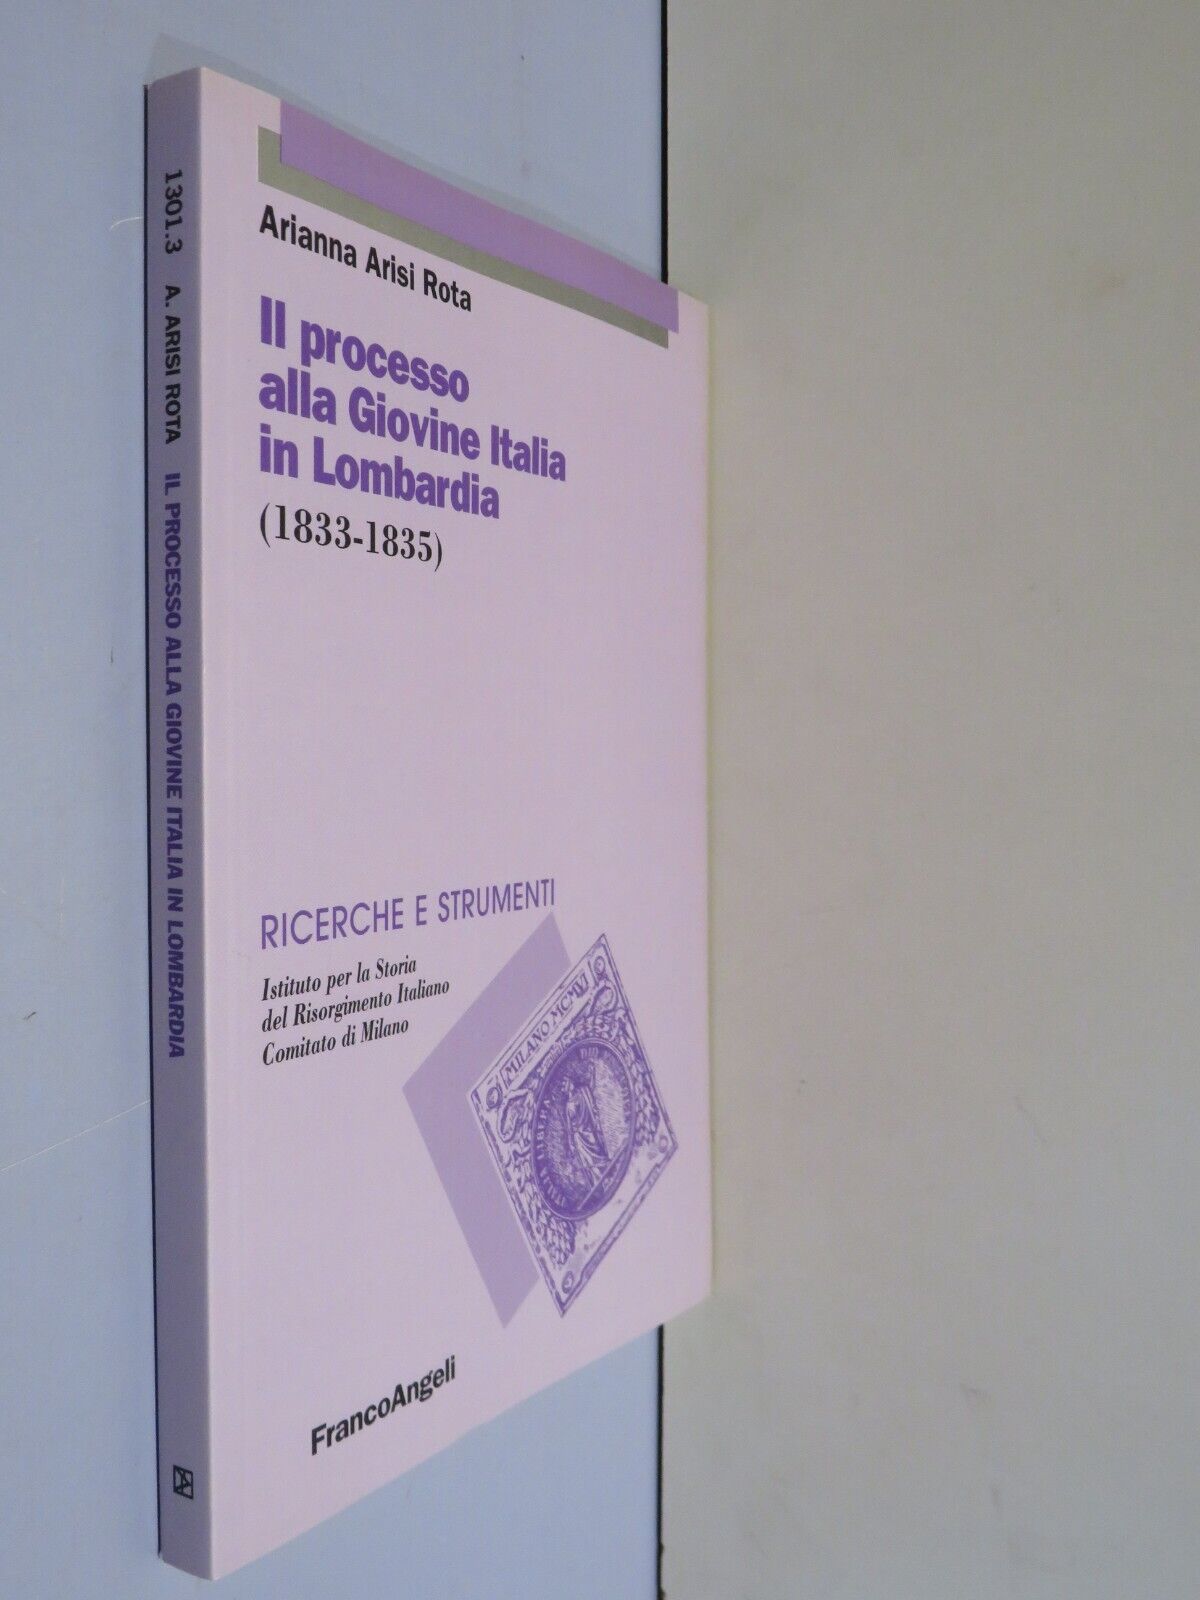 1301.3 A. ARISI ROTA IL PROCESSO ALLA GIOVINE ITALIA IN LOMBARDIA
Arianna Arisi Rota
Il processo
alla Giovine Italia
in Lombardia
(1833-1835)
RICERCHE E STRUMENTI
Istituto per la Storia
del Risorgimento Italiano
Comitato di Milano
MILANO MCMVI
FrancoAngeli